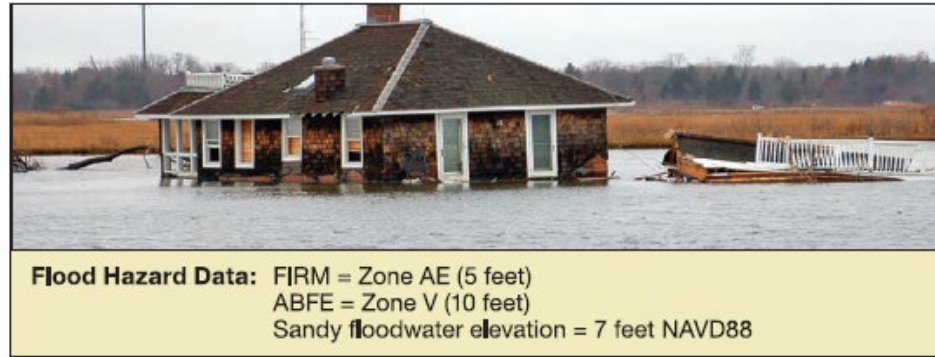 Flood Hazard Data: FIRM = Zone AE (5 feet)
ABFE = Zone V (10 feet)
Sandy floodwater elevation = 7 feet NAVD88